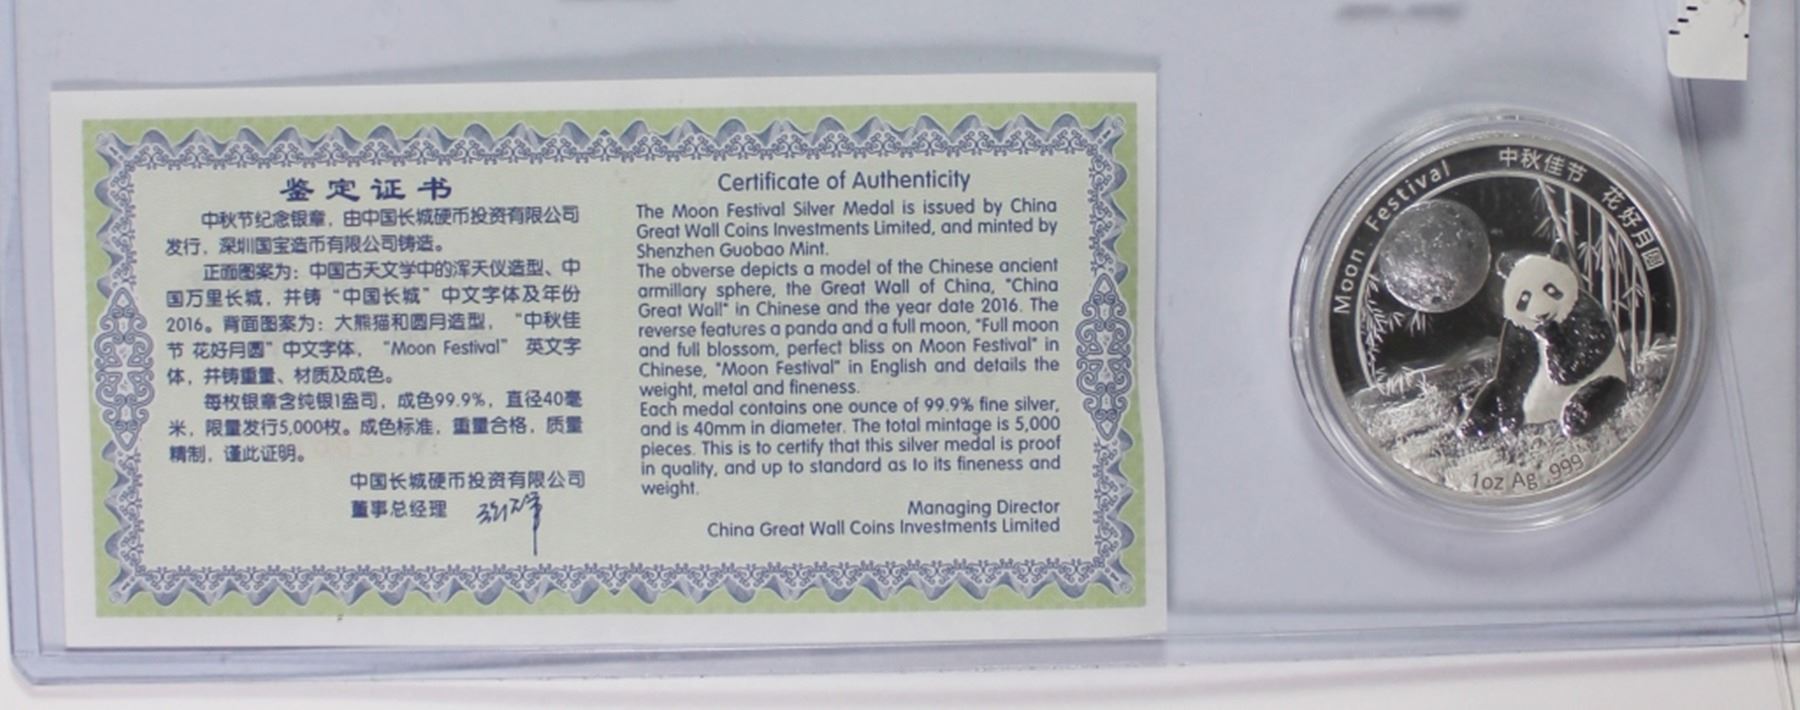 鉴定证书
中秋节纪念银章，由中国长城硬币投资有限公司
发行，深圳国宝造币有限公司铸造。
正面图案为：中国古天文学中的浑天仪造型、中
国万里长城，并铸“中国长城”中文字体及年份
2016。背面图案为：大熊猫和圆月造型，“中秋佳
节 花好月圆”中文字体，“Moon Festival” 英文字
体，并铸重量、材质及成色。
每枚银章含纯银1盎司，成色99.9%，直径40毫
米，限量发行5,000枚。成色标准，重量合格，质量
精制，谨此证明。
中国长城硬币投资有限公司
董事总经理
Certificate of Authenticity
The Moon Festival Silver Medal is issued by China
Great Wall Coins Investments Limited, and minted by
Shenzhen Guobao Mint.
The obverse depicts a model of the Chinese ancient
armillary sphere, the Great Wall of China, "China
Great Wall" in Chinese and the year date 2016. The
reverse features a panda and a full moon, "Full moon
and full blossom, perfect bliss on Moon Festival" in
Chinese, "Moon Festival" in English and details the
weight, metal and fineness.
Each medal contains one ounce of 99.9% fine silver,
and is 40mm in diameter. The total mintage is 5,000
pieces. This is to certify that this silver medal is proof
in quality, and up to standard as to its fineness and
weight.
Managing Director
China Great Wall Coins Investments Limited
Moon Festival 中秋佳节 花好月圆
1oz Ag .999